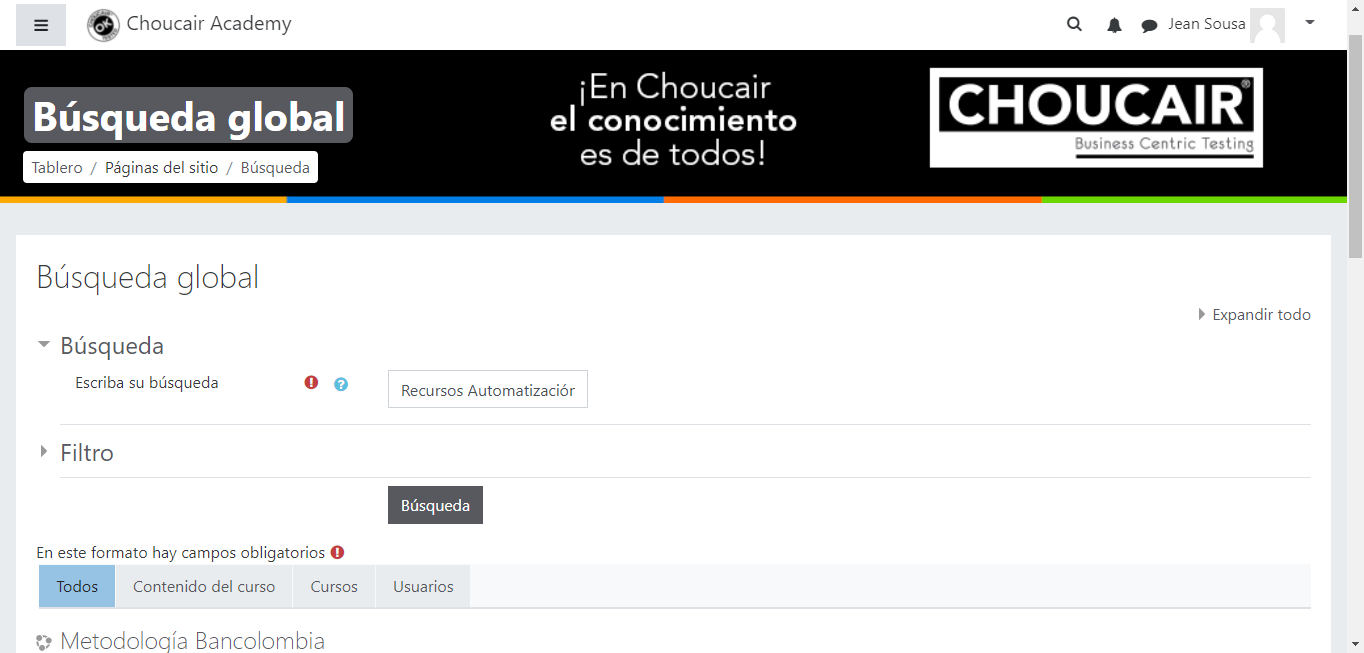 Choucair Academy
Jean Sousa
Búsqueda global
Tablero / Páginas del sitio / Búsqueda
¡En Choucair
el conocimiento
es de todos!
CHOUCAIR®
Business Centric Testing
Búsqueda global
Expandir todo
Búsqueda
Escriba su búsqueda
Recursos Automatización
Filtro
Búsqueda
En este formato hay campos obligatorios
Todos
Contenido del curso
Cursos
Usuarios
Metodología Bancolombia